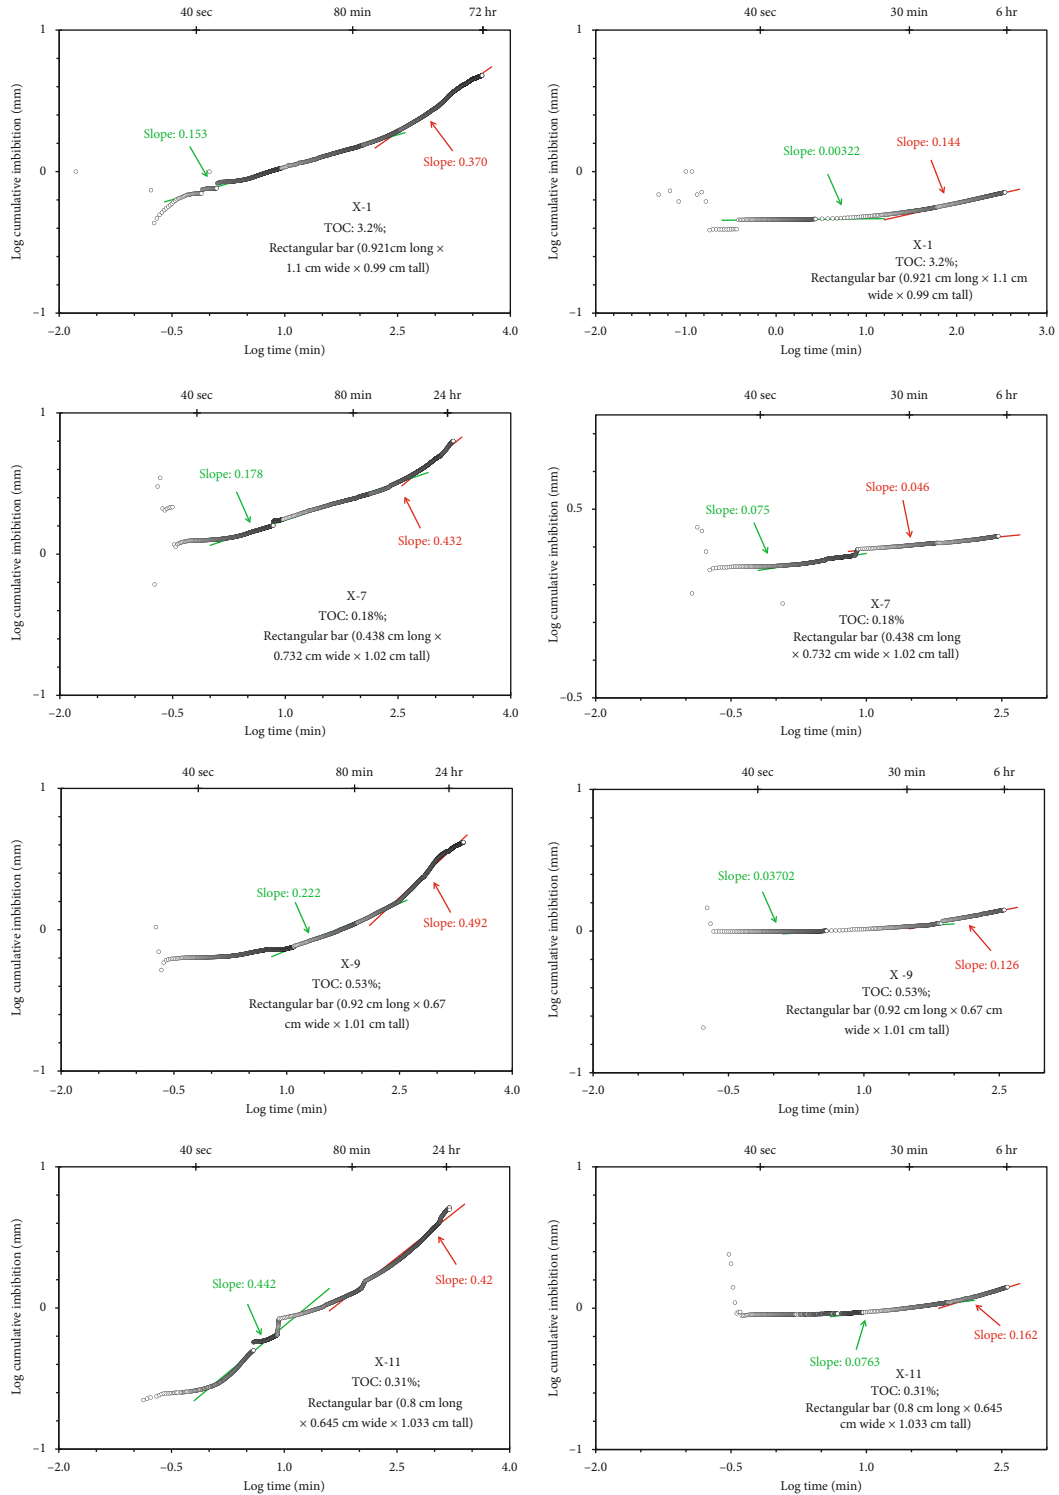 40 sec 80 min 72 hr
1
0
−1
Log cumulative imbibition (mm)
Slope: 0.153
Slope: 0.370
X-1
TOC: 3.2%;
Rectangular bar (0.921cm long ×
1.1 cm wide × 0.99 cm tall)
−2.0 −0.5 1.0 2.5 4.0
Log time (min)
40 sec 30 min 6 hr
1
0
−1
Log cumulative imbibition (mm)
Slope: 0.00322
Slope: 0.144
X-1
TOC: 3.2%;
Rectangular bar (0.921 cm long × 1.1 cm
wide × 0.99 cm tall)
−2.0 −1.0 0.0 1.0 2.0 3.0
Log time (min)
40 sec 80 min 24 hr
1
0
−1
Log cumulative imbibition (mm)
Slope: 0.178
Slope: 0.432
X-7
TOC: 0.18%;
Rectangular bar (0.438 cm long ×
0.732 cm wide × 1.02 cm tall)
−2.0 −0.5 1.0 2.5 4.0
Log time (min)
40 sec 30 min 6 hr
0.5
−0.5
Log cumulative imbibition (mm)
Slope: 0.075
Slope: 0.046
X-7
TOC: 0.18%
Rectangular bar (0.438 cm long
× 0.732 cm wide × 1.02 cm tall)
−2.0 −0.5 1.0 2.5
Log time (min)
40 sec 80 min 24 hr
1
0
−1
Log cumulative imbibition (mm)
Slope: 0.222
Slope: 0.492
X-9
TOC: 0.53%;
Rectangular bar (0.92 cm long × 0.67
cm wide × 1.01 cm tall)
−2.0 −0.5 1.0 2.5 4.0
Log time (min)
40 sec 30 min 6 hr
1
0
−1
Log cumulative imbibition (mm)
Slope: 0.03702
Slope: 0.126
X -9
TOC: 0.53%;
Rectangular bar (0.92 cm long × 0.67 cm
wide × 1.01 cm tall)
−2.0 −0.5 1.0 2.5
Log time (min)
40 sec 80 min 24 hr
1
0
−1
Log cumulative imbibition (mm)
Slope: 0.442
Slope: 0.42
X-11
TOC: 0.31%;
Rectangular bar (0.8 cm long
× 0.645 cm wide × 1.033 cm tall)
−2.0 −0.5 1.0 2.5 4.0
Log time (min)
40 sec 30 min 6 hr
1
0
−1
Log cumulative imbibition (mm)
Slope: 0.0763
Slope: 0.162
X-11
TOC: 0.31%;
Rectangular bar (0.8 cm long × 0.645
cm wide × 1.033 cm tall)
−2.0 −0.5 1.0 2.5
Log time (min)